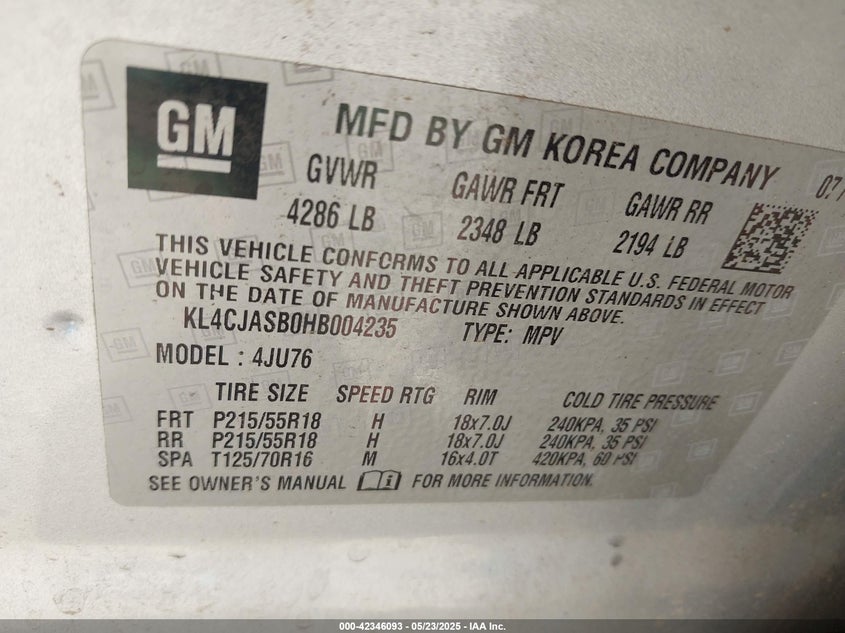 GM
MFD BY GM KOREA COMPANY 07/
GVWR GAWR FRT GAWR RR
4286 LB 2348 LB 2194 LB
THIS VEHICLE CONFORMS TO ALL APPLICABLE U.S. FEDERAL MOTOR
VEHICLE SAFETY AND THEFT PREVENTION STANDARDS IN EFFECT
ON THE DATE OF MANUFACTURE SHOWN ABOVE.
KL4CJASB0HB004235 TYPE: MPV
MODEL : 4JU76
TIRE SIZE SPEED RTG RIM COLD TIRE PRESSURE
FRT P215/55R18 H 18x7.0J 240KPA, 35 PSI
RR P215/55R18 H 18x7.0J 240KPA, 35 PSI
SPA T125/70R16 M 16x4.0T 420KPA, 60 PSI
SEE OWNER'S MANUAL FOR MORE INFORMATION.
000-42346093 - 05/23/2025 - IAA Inc.